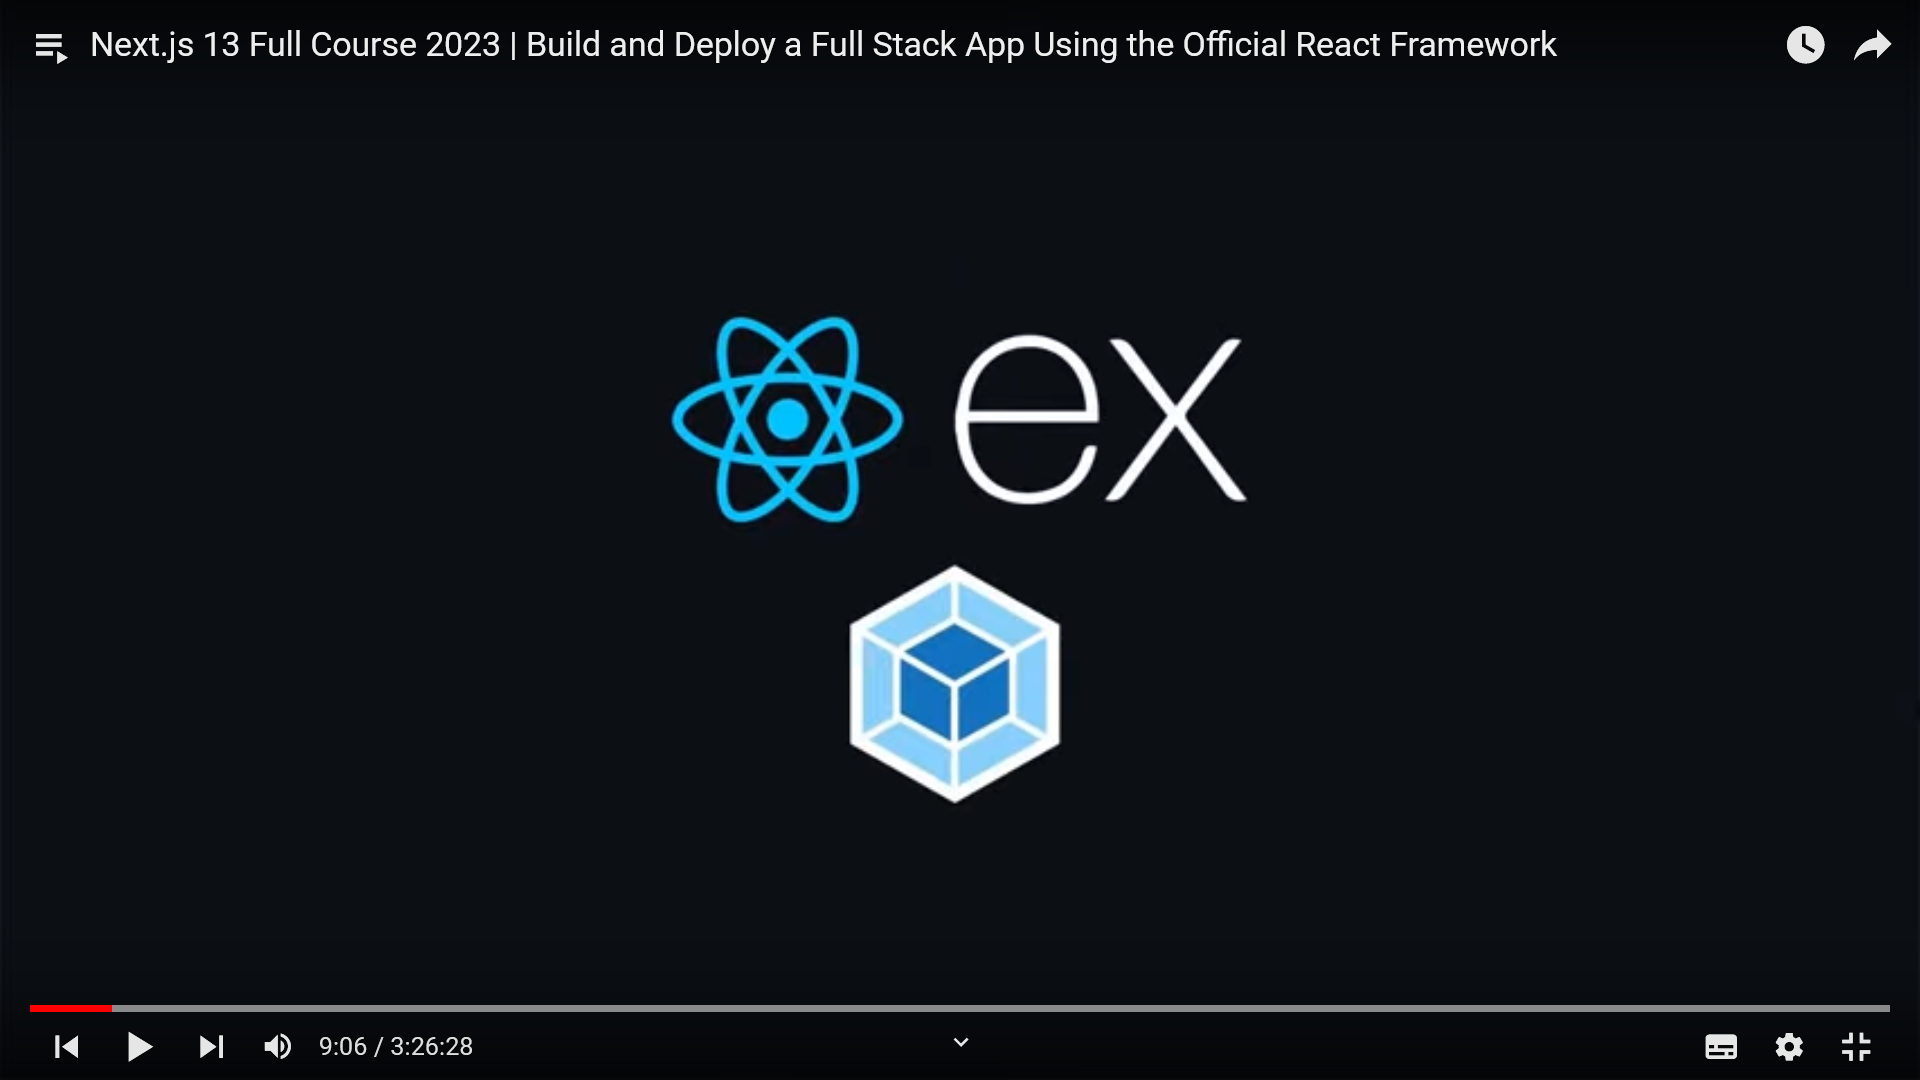 Next.js 13 Full Course 2023 | Build and Deploy a Full Stack App Using the Official React Framework
ex
9:06 / 3:26:28